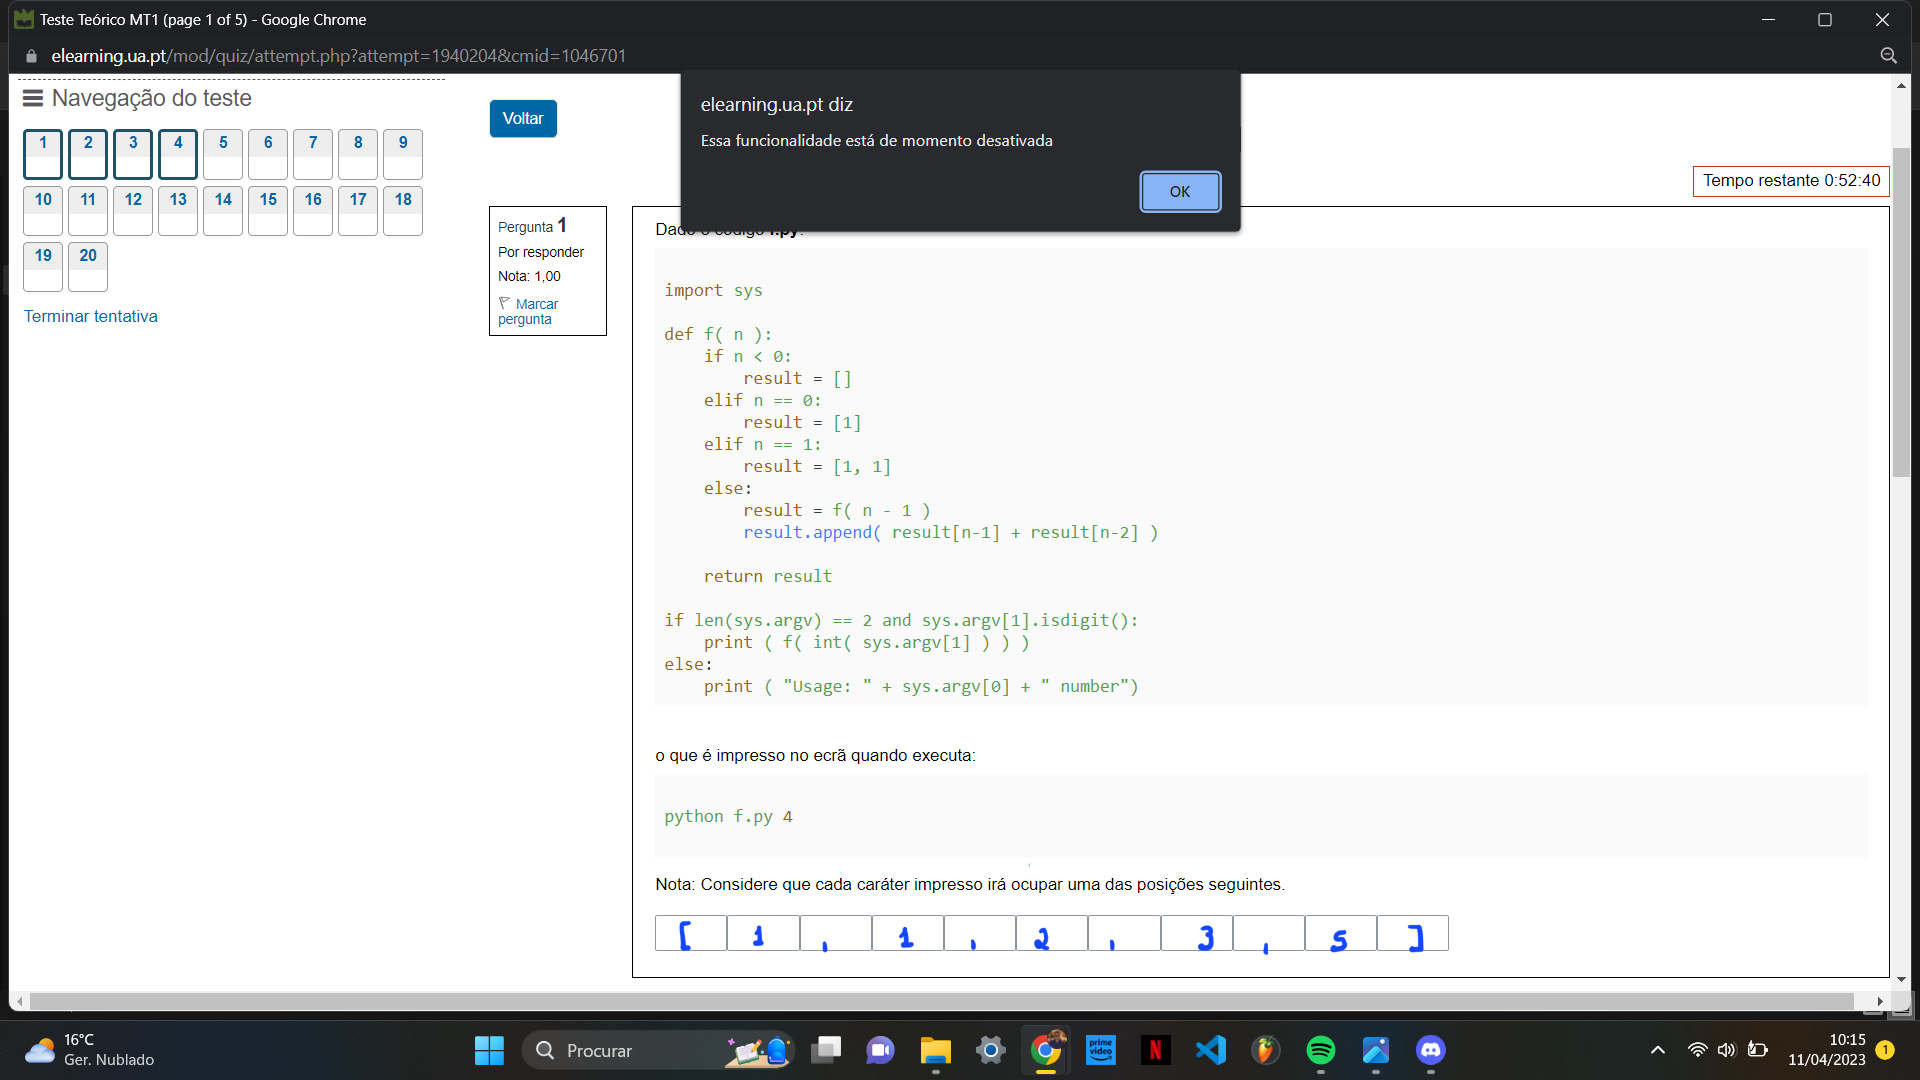 Teste Teórico MT1 (page 1 of 5) - Google Chrome
elearning.ua.pt/mod/quiz/attempt.php?attempt=1940204&cmid=1046701
Navegação do teste
1 2 3 4 5 6 7 8 9
10 11 12 13 14 15 16 17 18
19 20
Terminar tentativa
Voltar
elearning.ua.pt diz
Essa funcionalidade está de momento desativada
OK
Tempo restante 0:52:40
Pergunta 1
Por responder
Nota: 1,00
Marcar
pergunta
Dado o código f.py:
import sys
def f( n ):
    if n < 0:
        result = []
    elif n == 0:
        result = [1]
    elif n == 1:
        result = [1, 1]
    else:
        result = f( n - 1 )
        result.append( result[n-1] + result[n-2] )
    return result
if len(sys.argv) == 2 and sys.argv[1].isdigit():
    print ( f( int( sys.argv[1] ) ) )
else:
    print ( "Usage: " + sys.argv[0] + " number")
o que é impresso no ecrã quando executa:
python f.py 4
Nota: Considere que cada caráter impresso irá ocupar uma das posições seguintes.
[ 1 , 1 , 2 , 3 , 5 ]
16°C
Ger. Nublado
Procurar
prime video
N
10:15
11/04/2023
1